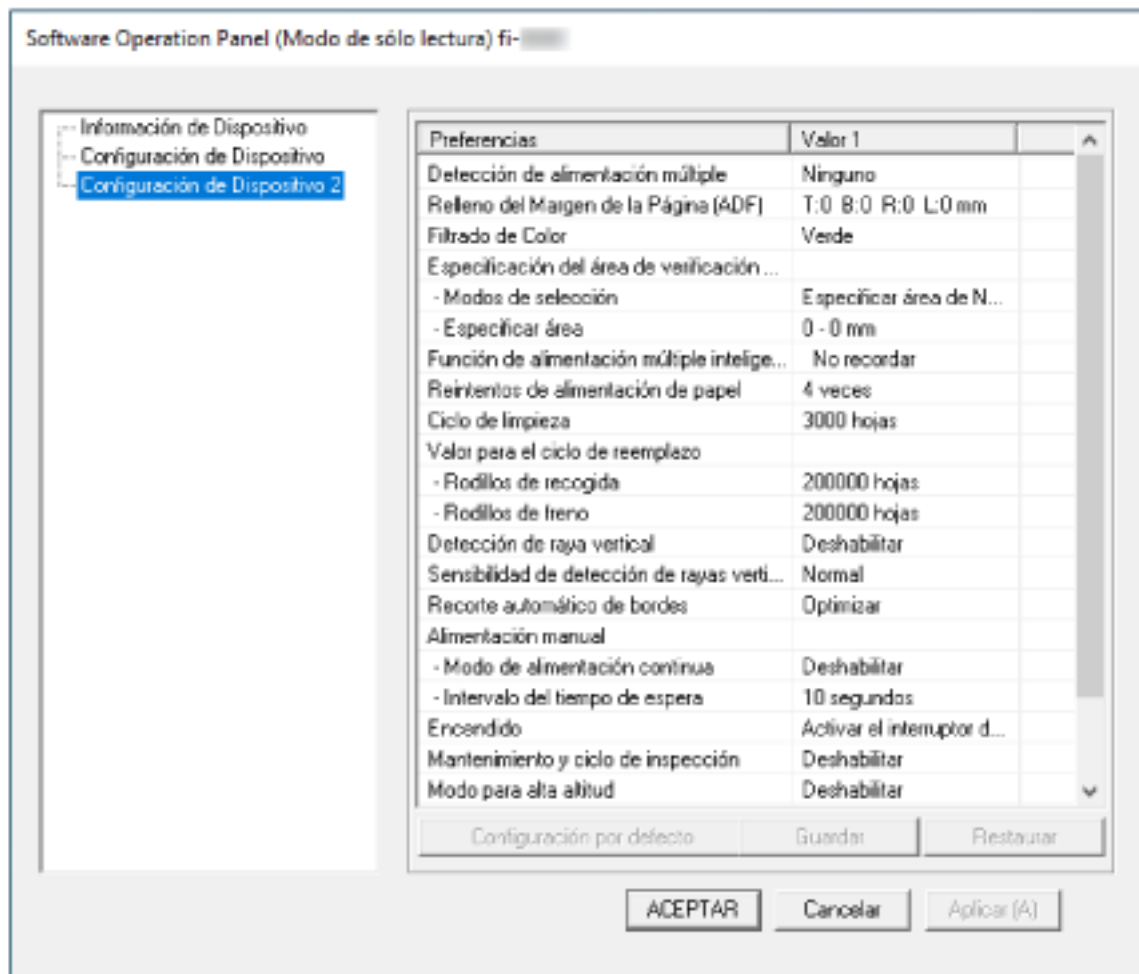 Software Operation Panel (Modo de sólo lectura) fi-
Información de Dispositivo
Configuración de Dispositivo
Configuración de Dispositivo 2
Preferencias Valor 1
Detección de alimentación múltiple Ninguno
Relleno del Margen de la Página (ADF) T:0 B:0 R:0 L:0 mm
Filtrado de Color Verde
Especificación del área de verificación ...
- Modos de selección Especificar área de N...
- Especificar área 0 - 0 mm
Función de alimentación múltiple intelige... No recordar
Reintentos de alimentación de papel 4 veces
Ciclo de limpieza 3000 hojas
Valor para el ciclo de reemplazo
- Rodillos de recogida 200000 hojas
- Rodillos de freno 200000 hojas
Detección de raya vertical Deshabilitar
Sensibilidad de detección de rayas verti... Normal
Recorte automático de bordes Optimizar
Alimentación manual
- Modo de alimentación continua Deshabilitar
- Intervalo del tiempo de espera 10 segundos
Encendido Activar el interruptor d...
Mantenimiento y ciclo de inspección Deshabilitar
Modo para alta altitud Deshabilitar
Configuración por defecto Guardar Restaurar
ACEPTAR Cancelar Aplicar (A)